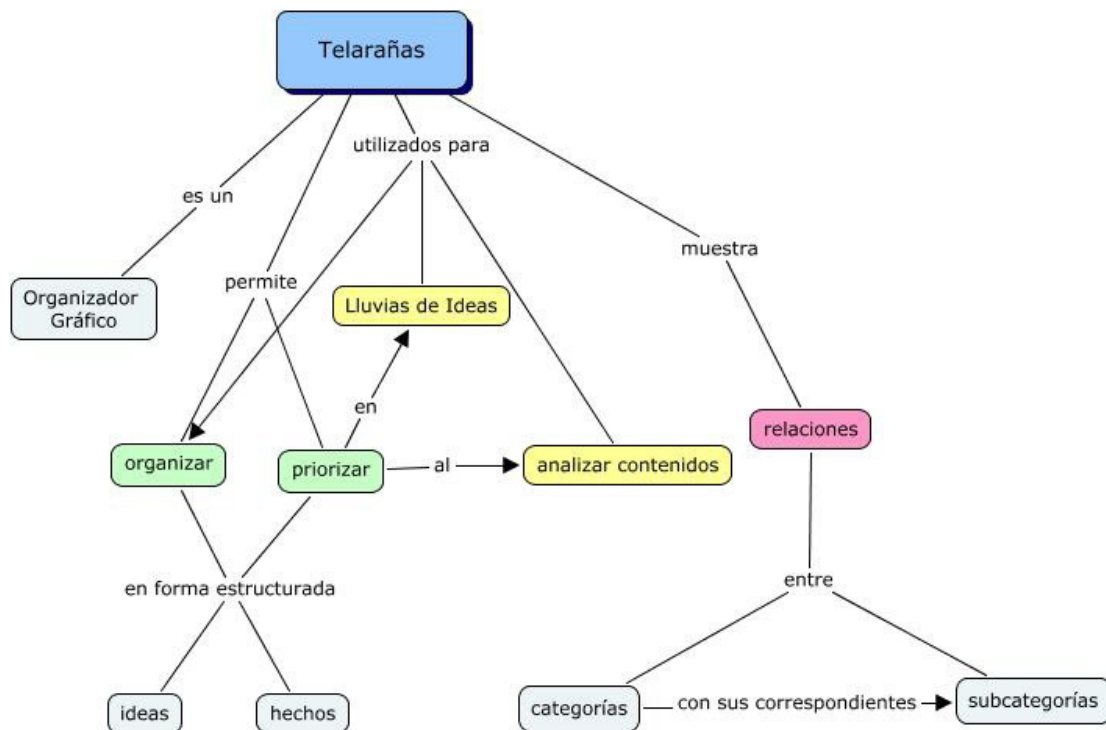 Telarañas
utilizados para
es un
muestra
permite
Organizador
Gráfico
Lluvias de Ideas
en
relaciones
organizar
priorizar
al
analizar contenidos
en forma estructurada
entre
ideas
hechos
categorías
con sus correspondientes
subcategorías